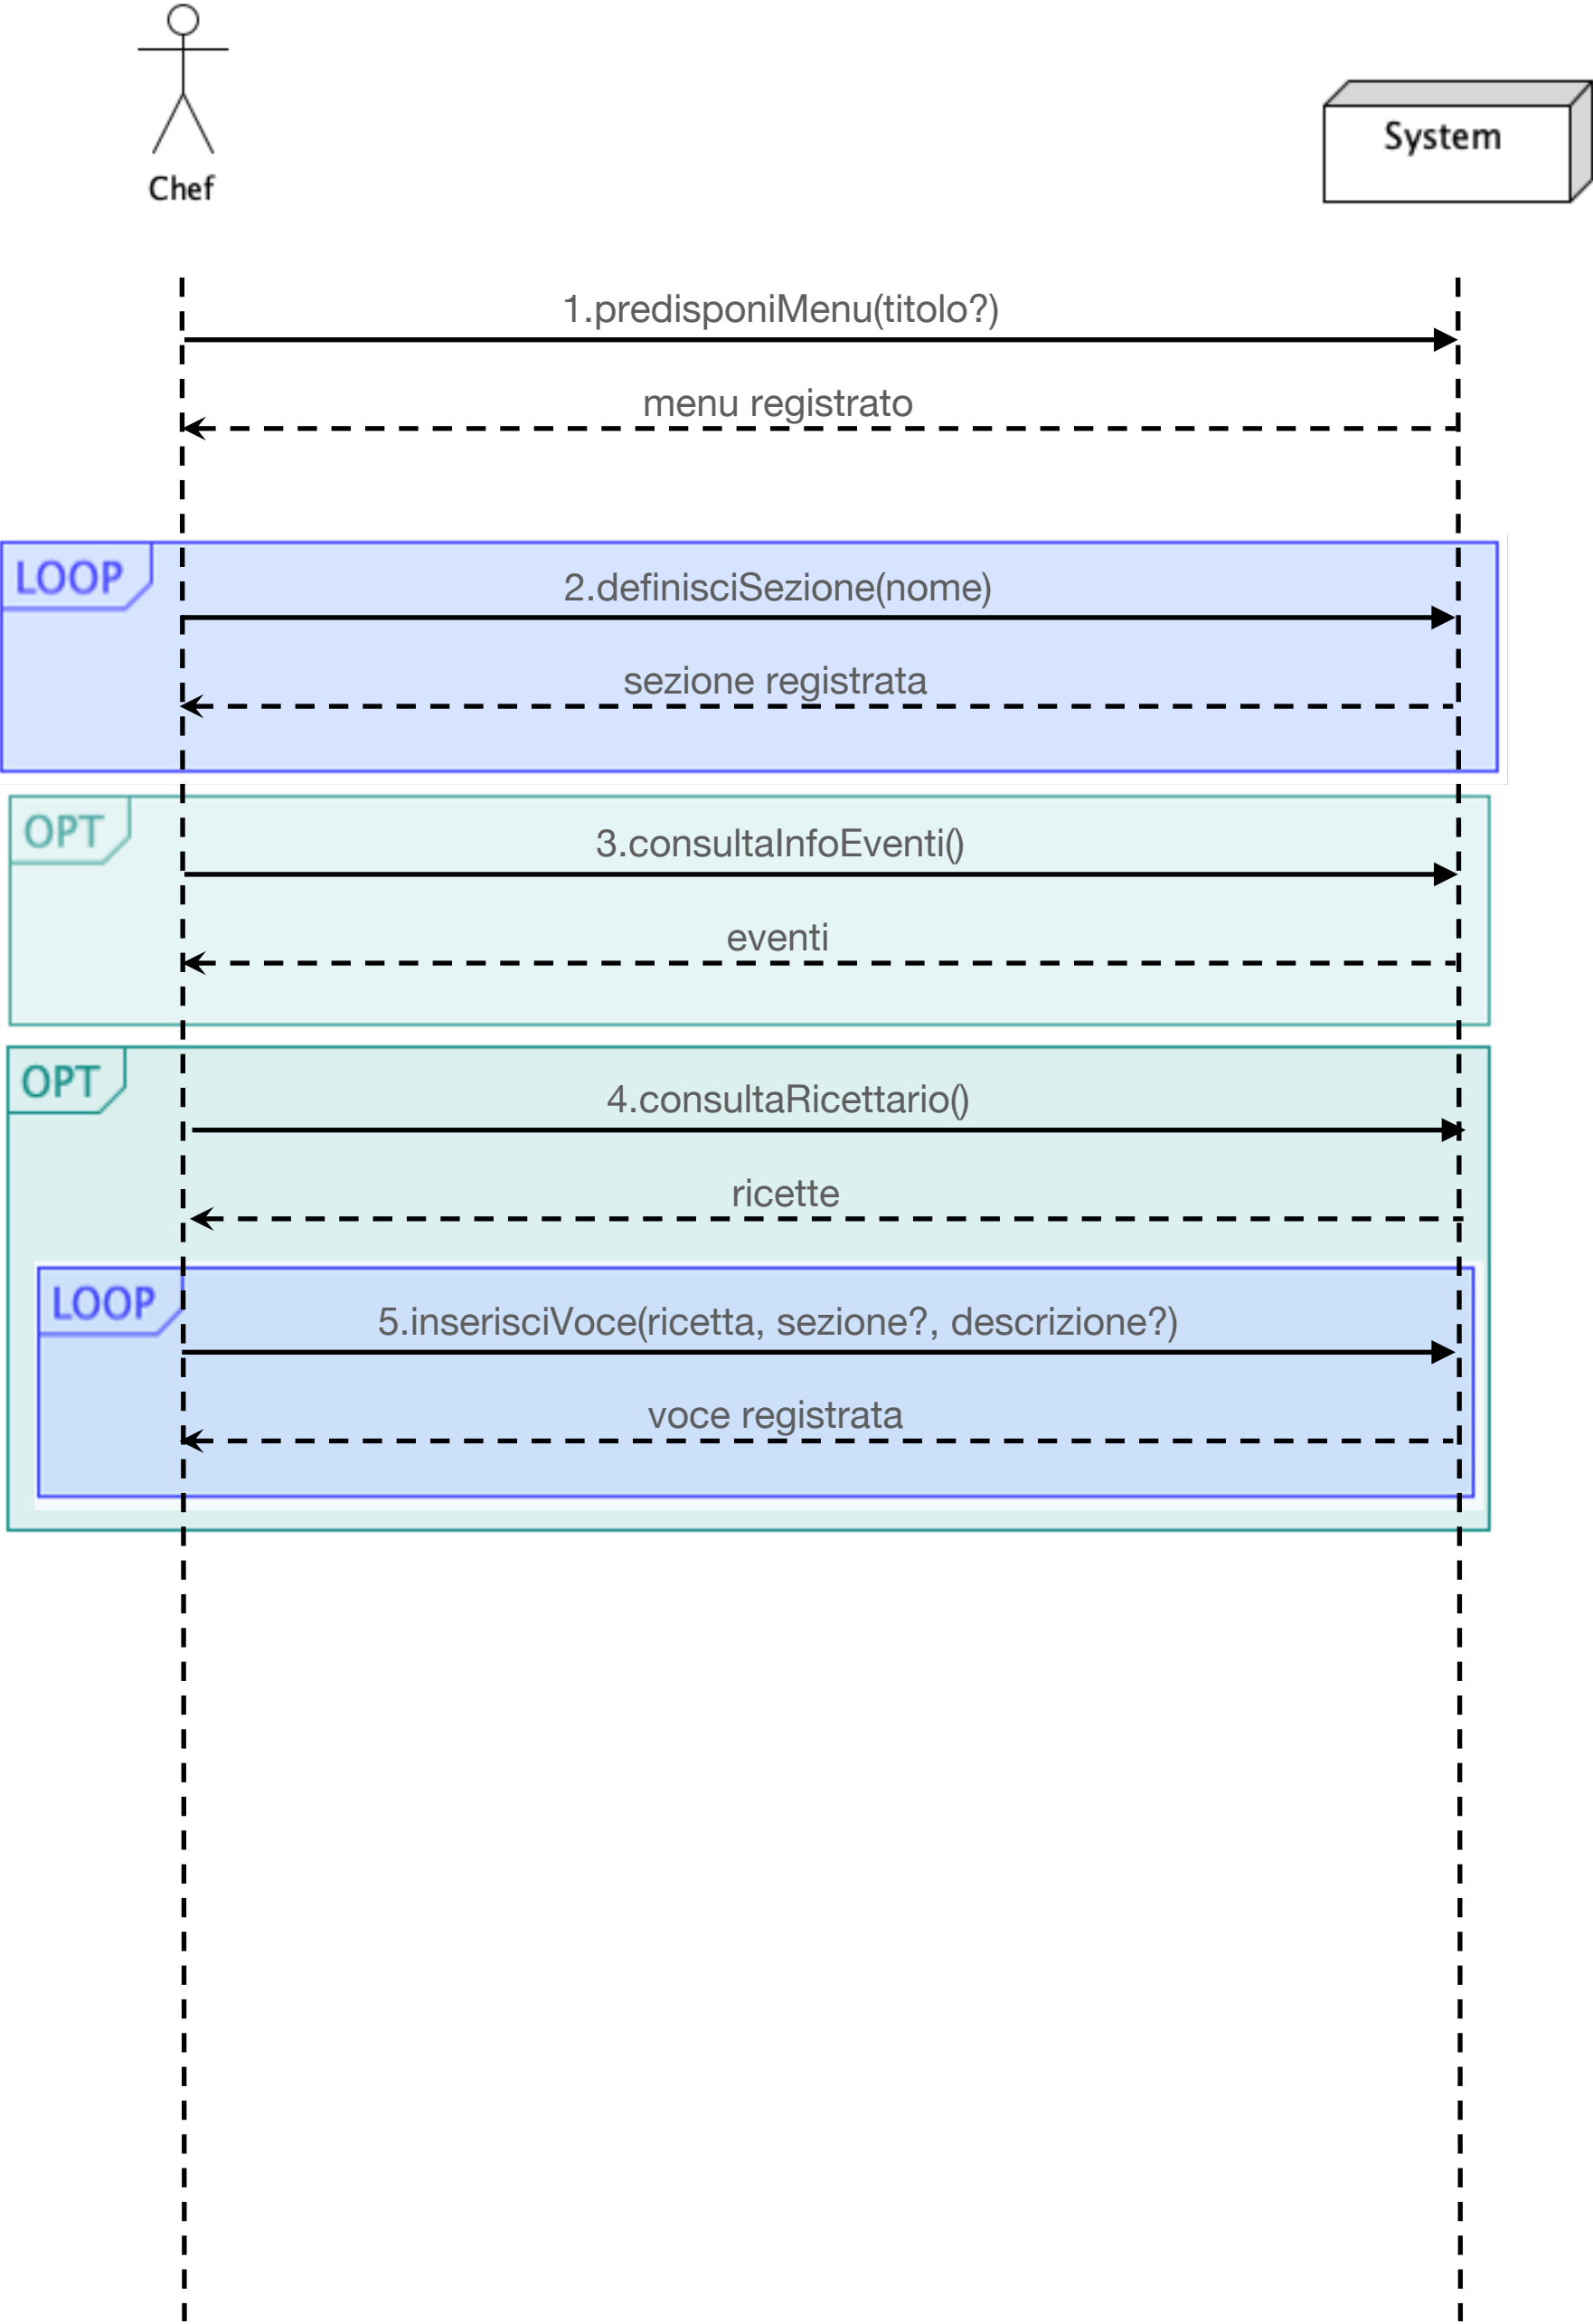 Chef
System
1.predisponiMenu(titolo?)
menu registrato
LOOP
2.definisciSezione(nome)
sezione registrata
OPT
3.consultaInfoEventi()
eventi
OPT
4.consultaRicettario()
ricette
LOOP
5.inserisciVoce(ricetta, sezione?, descrizione?)
voce registrata